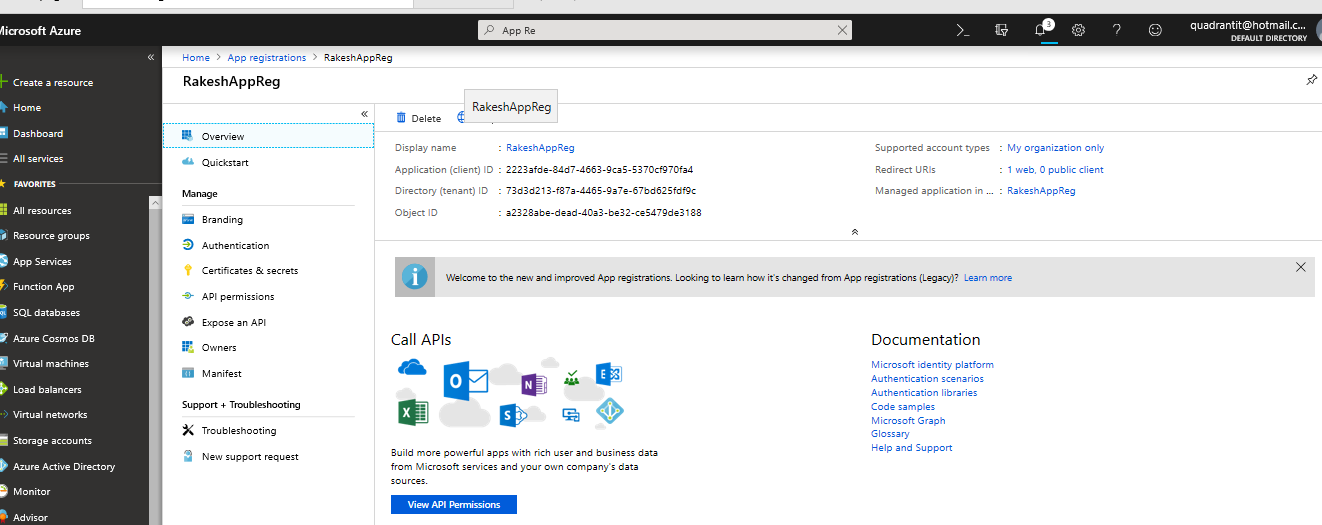 Microsoft Azure
App Re
3
quadrantit@hotmail.c...
DEFAULT DIRECTORY
Create a resource
Home
Dashboard
All services
FAVORITES
All resources
Resource groups
App Services
Function App
SQL databases
Azure Cosmos DB
Virtual machines
Load balancers
Virtual networks
Storage accounts
Azure Active Directory
Monitor
Advisor
Home > App registrations > RakeshAppReg
RakeshAppReg
Overview
Quickstart
Manage
Branding
Authentication
Certificates & secrets
API permissions
Expose an API
Owners
Manifest
Support + Troubleshooting
Troubleshooting
New support request
Delete
RakeshAppReg
Display name : RakeshAppReg
Application (client) ID : 2223afde-84d7-4663-9ca5-5370cf970fa4
Directory (tenant) ID : 73d3d213-f87a-4465-9a7e-67bd625fdf9c
Object ID : a2328abe-dead-40a3-be32-ce5479de3188
Supported account types : My organization only
Redirect URIs : 1 web, 0 public client
Managed application in ... : RakeshAppReg
Welcome to the new and improved App registrations. Looking to learn how it's changed from App registrations (Legacy)? Learn more
Call APIs
Build more powerful apps with rich user and business data
from Microsoft services and your own company's data
sources.
View API Permissions
Documentation
Microsoft identity platform
Authentication scenarios
Authentication libraries
Code samples
Microsoft Graph
Glossary
Help and Support